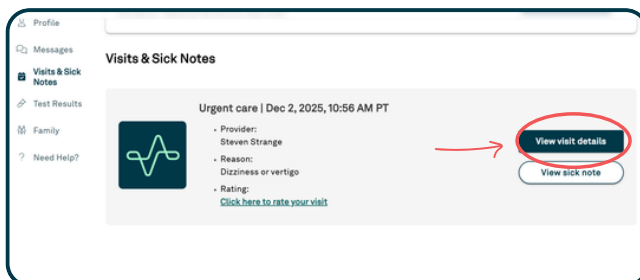 Profile
Messages
Visits & Sick
Notes
Test Results
Family
Need Help?
Visits & Sick Notes
Urgent care | Dec 2, 2025, 10:56 AM PT
• Provider:
Steven Strange
• Reason:
Dizziness or vertigo
• Rating:
Click here to rate your visit
View visit details
View sick note